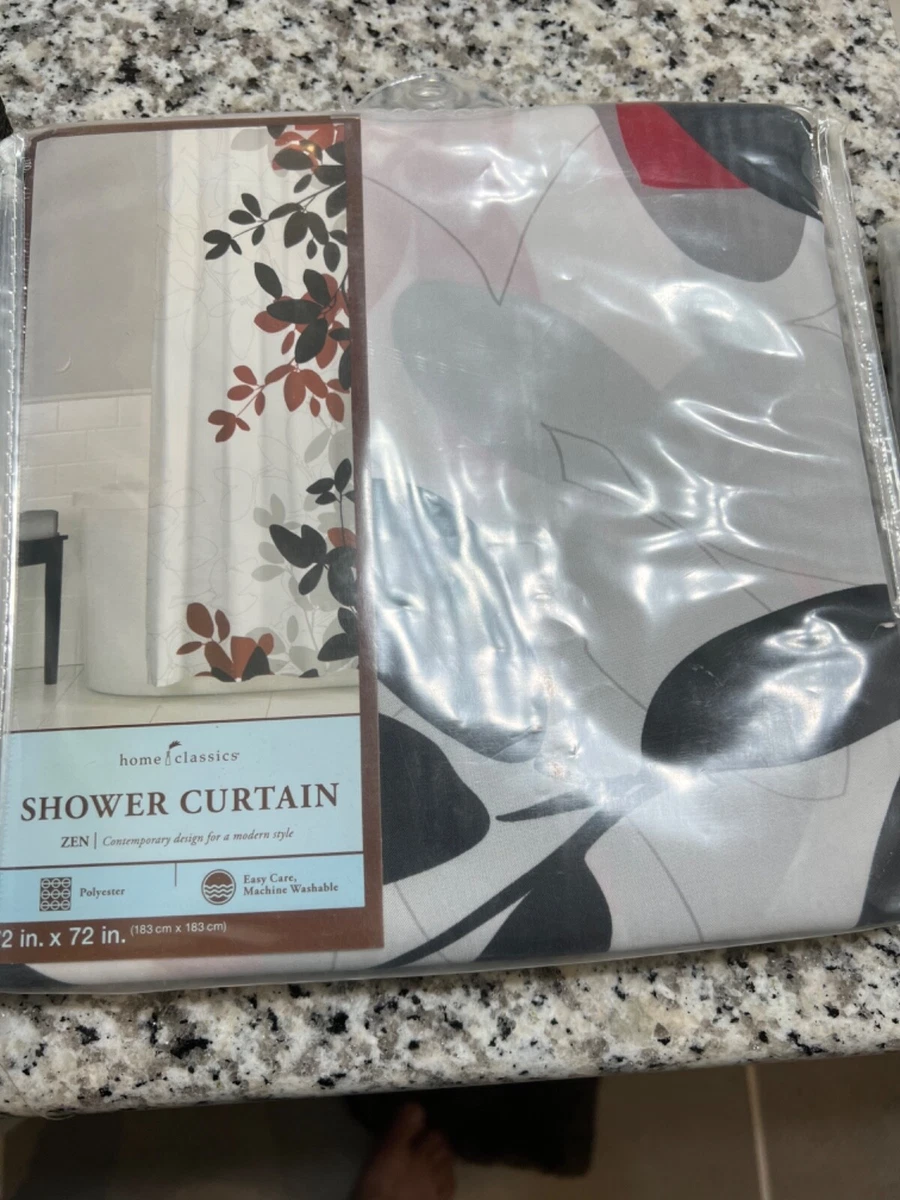 home classics
SHOWER CURTAIN
ZEN | Contemporary design for a modern style
Polyester
Easy Care,
Machine Washable
2 in. x 72 in. (183 cm x 183 cm)